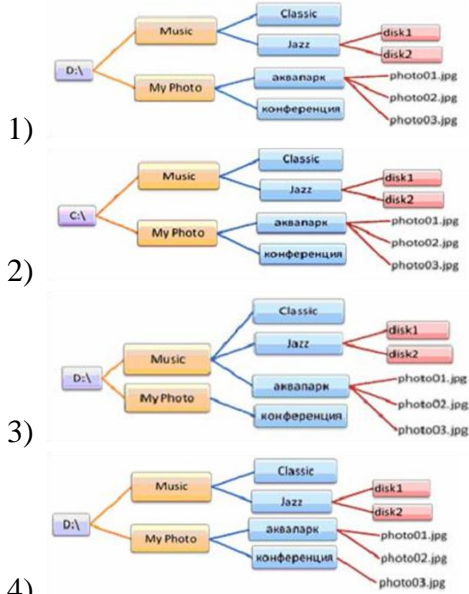 Classic
Music
Jazz
disk1
disk2
D:\
My Photo
аквапарк
photo01.jpg
photo02.jpg
конференция
photo03.jpg
1)
Classic
Music
Jazz
disk1
disk2
C:\
My Photo
аквапарк
photo01.jpg
photo02.jpg
конференция
photo03.jpg
2)
Classic
Jazz
disk1
disk2
Music
D:\
аквапарк
photo01.jpg
My Photo
photo02.jpg
конференция
photo03.jpg
3)
Classic
Music
Jazz
disk1
disk2
D:\
My Photo
аквапарк
photo01.jpg
photo02.jpg
конференция
photo03.jpg
4)